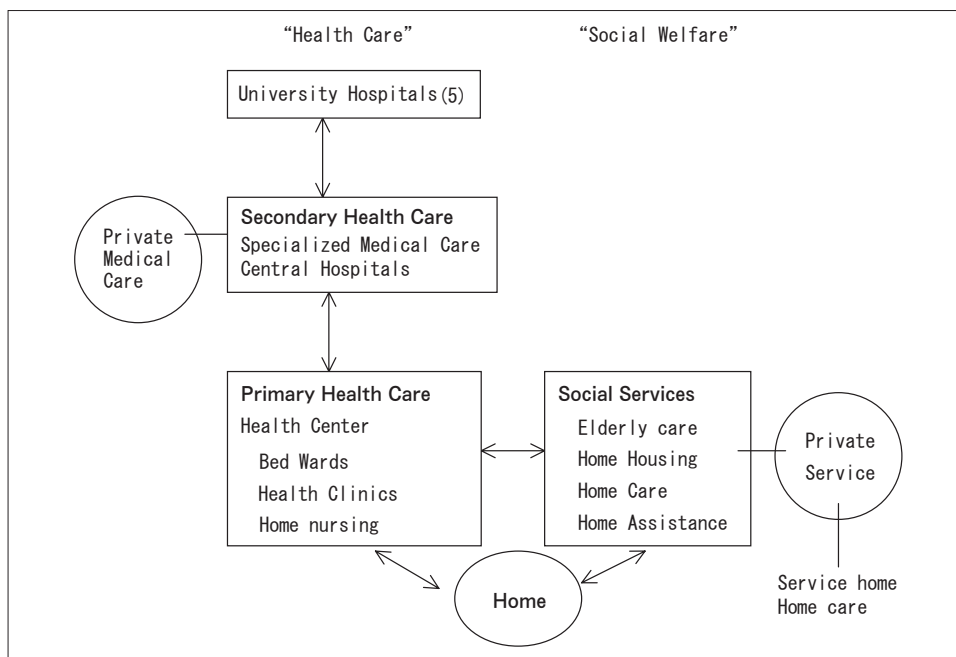 “Health Care”
“Social Welfare”
University Hospitals(5)
Secondary Health Care
Specialized Medical Care
Central Hospitals
Private
Medical
Care
Primary Health Care
Health Center
Bed Wards
Health Clinics
Home nursing
Social Services
Elderly care
Home Housing
Home Care
Home Assistance
Private
Service
Home
Service home
Home care